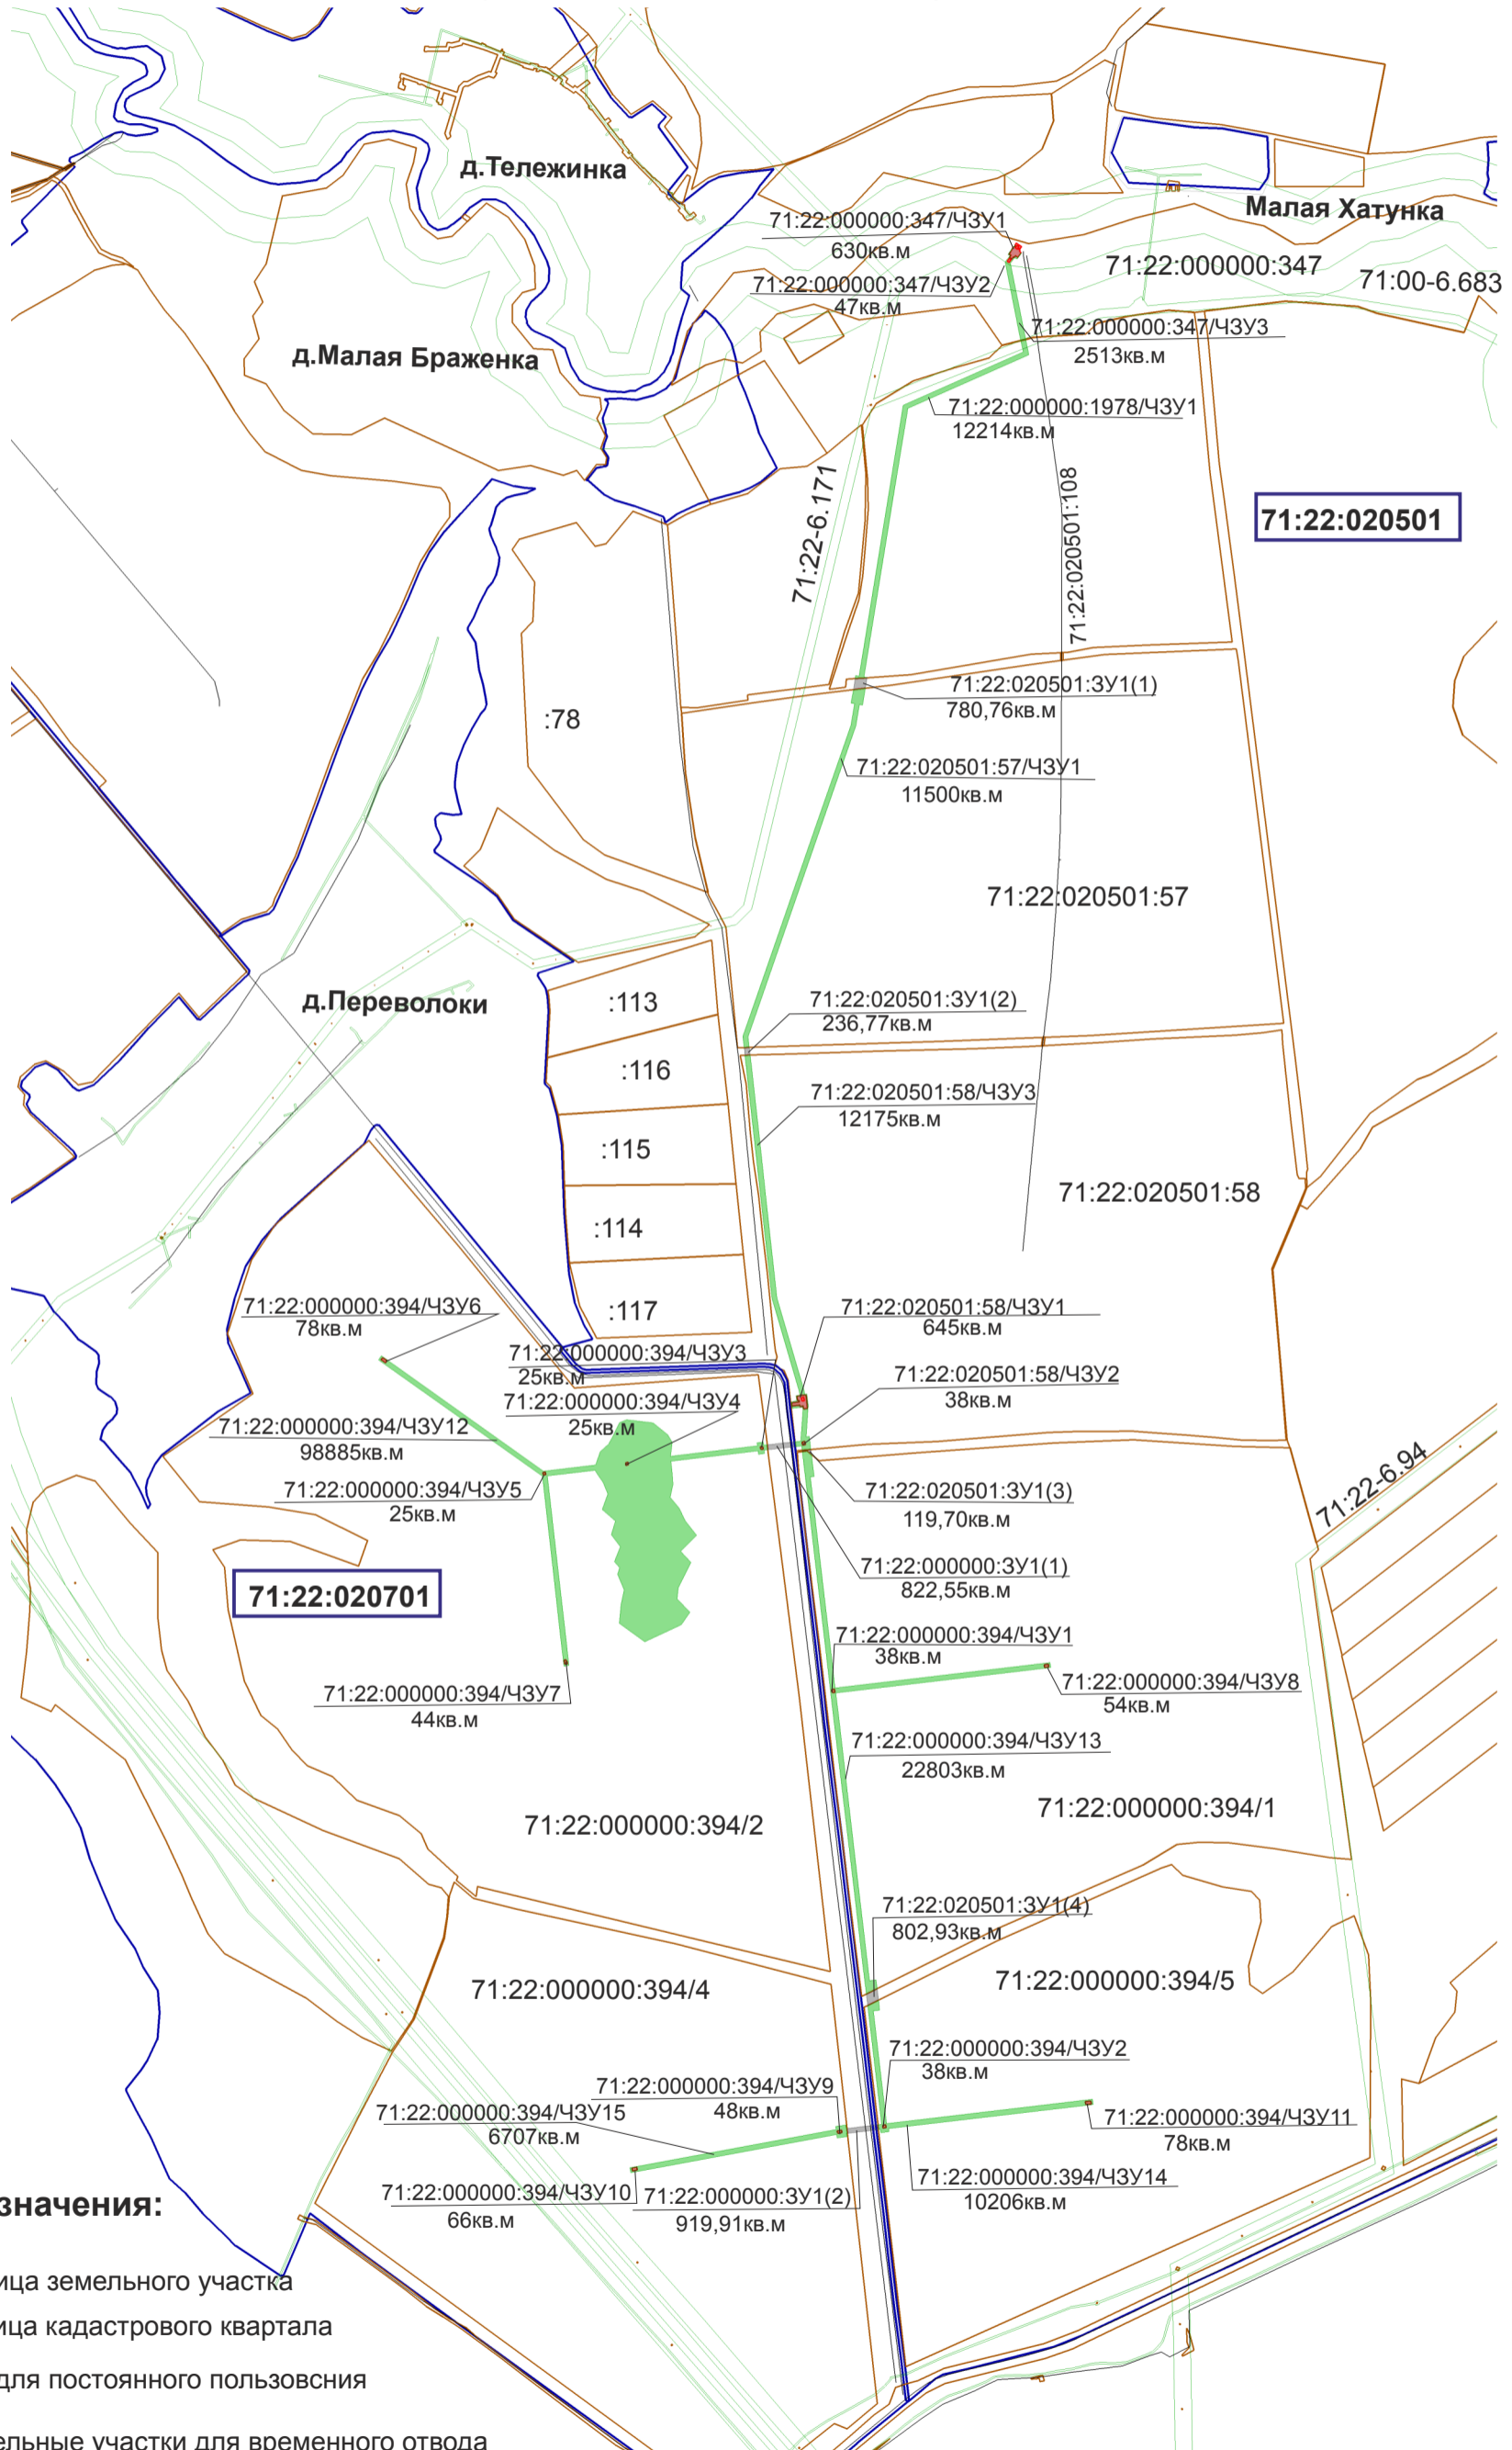 д.Тележинка
Малая Хатунка
71:22:000000:347/ЧЗУ1
630кв.м
71:22:000000:347
71:00-6.683
71:22:000000:347/ЧЗУ2
47кв.м
71:22:000000:347/ЧЗУ3
2513кв.м
д.Малая Браженка
71:22:000000:1978/ЧЗУ1
12214кв.м
71:22-6.171
71:22:020501:108
71:22:020501
71:22:020501:ЗУ1(1)
780,76кв.м
:78
71:22:020501:57/ЧЗУ1
11500кв.м
71:22:020501:57
д.Переволоки
:113
71:22:020501:ЗУ1(2)
236,77кв.м
:116
71:22:020501:58/ЧЗУ3
12175кв.м
:115
71:22:020501:58
:114
71:22:000000:394/ЧЗУ6
78кв.м
:117
71:22:020501:58/ЧЗУ1
645кв.м
71:22:000000:394/ЧЗУ3
25кв.м
71:22:020501:58/ЧЗУ2
38кв.м
71:22:000000:394/ЧЗУ4
25кв.м
71:22:000000:394/ЧЗУ12
98885кв.м
71:22:000000:394/ЧЗУ5
25кв.м
71:22:020501:ЗУ1(3)
119,70кв.м
71:22-6.94
71:22:000000:ЗУ1(1)
822,55кв.м
71:22:020701
71:22:000000:394/ЧЗУ1
38кв.м
71:22:000000:394/ЧЗУ8
54кв.м
71:22:000000:394/ЧЗУ7
44кв.м
71:22:000000:394/ЧЗУ13
22803кв.м
71:22:000000:394/2
71:22:000000:394/1
71:22:020501:ЗУ1(4)
802,93кв.м
71:22:000000:394/4
71:22:000000:394/5
71:22:000000:394/ЧЗУ2
38кв.м
71:22:000000:394/ЧЗУ9
48кв.м
71:22:000000:394/ЧЗУ15
6707кв.м
71:22:000000:394/ЧЗУ11
78кв.м
71:22:000000:394/ЧЗУ14
10206кв.м
71:22:000000:394/ЧЗУ10
66кв.м
71:22:000000:ЗУ1(2)
919,91кв.м
значения:
ица земельного участка
ица кадастрового квартала
для постоянного пользовсния
ельные участки для временного отвода